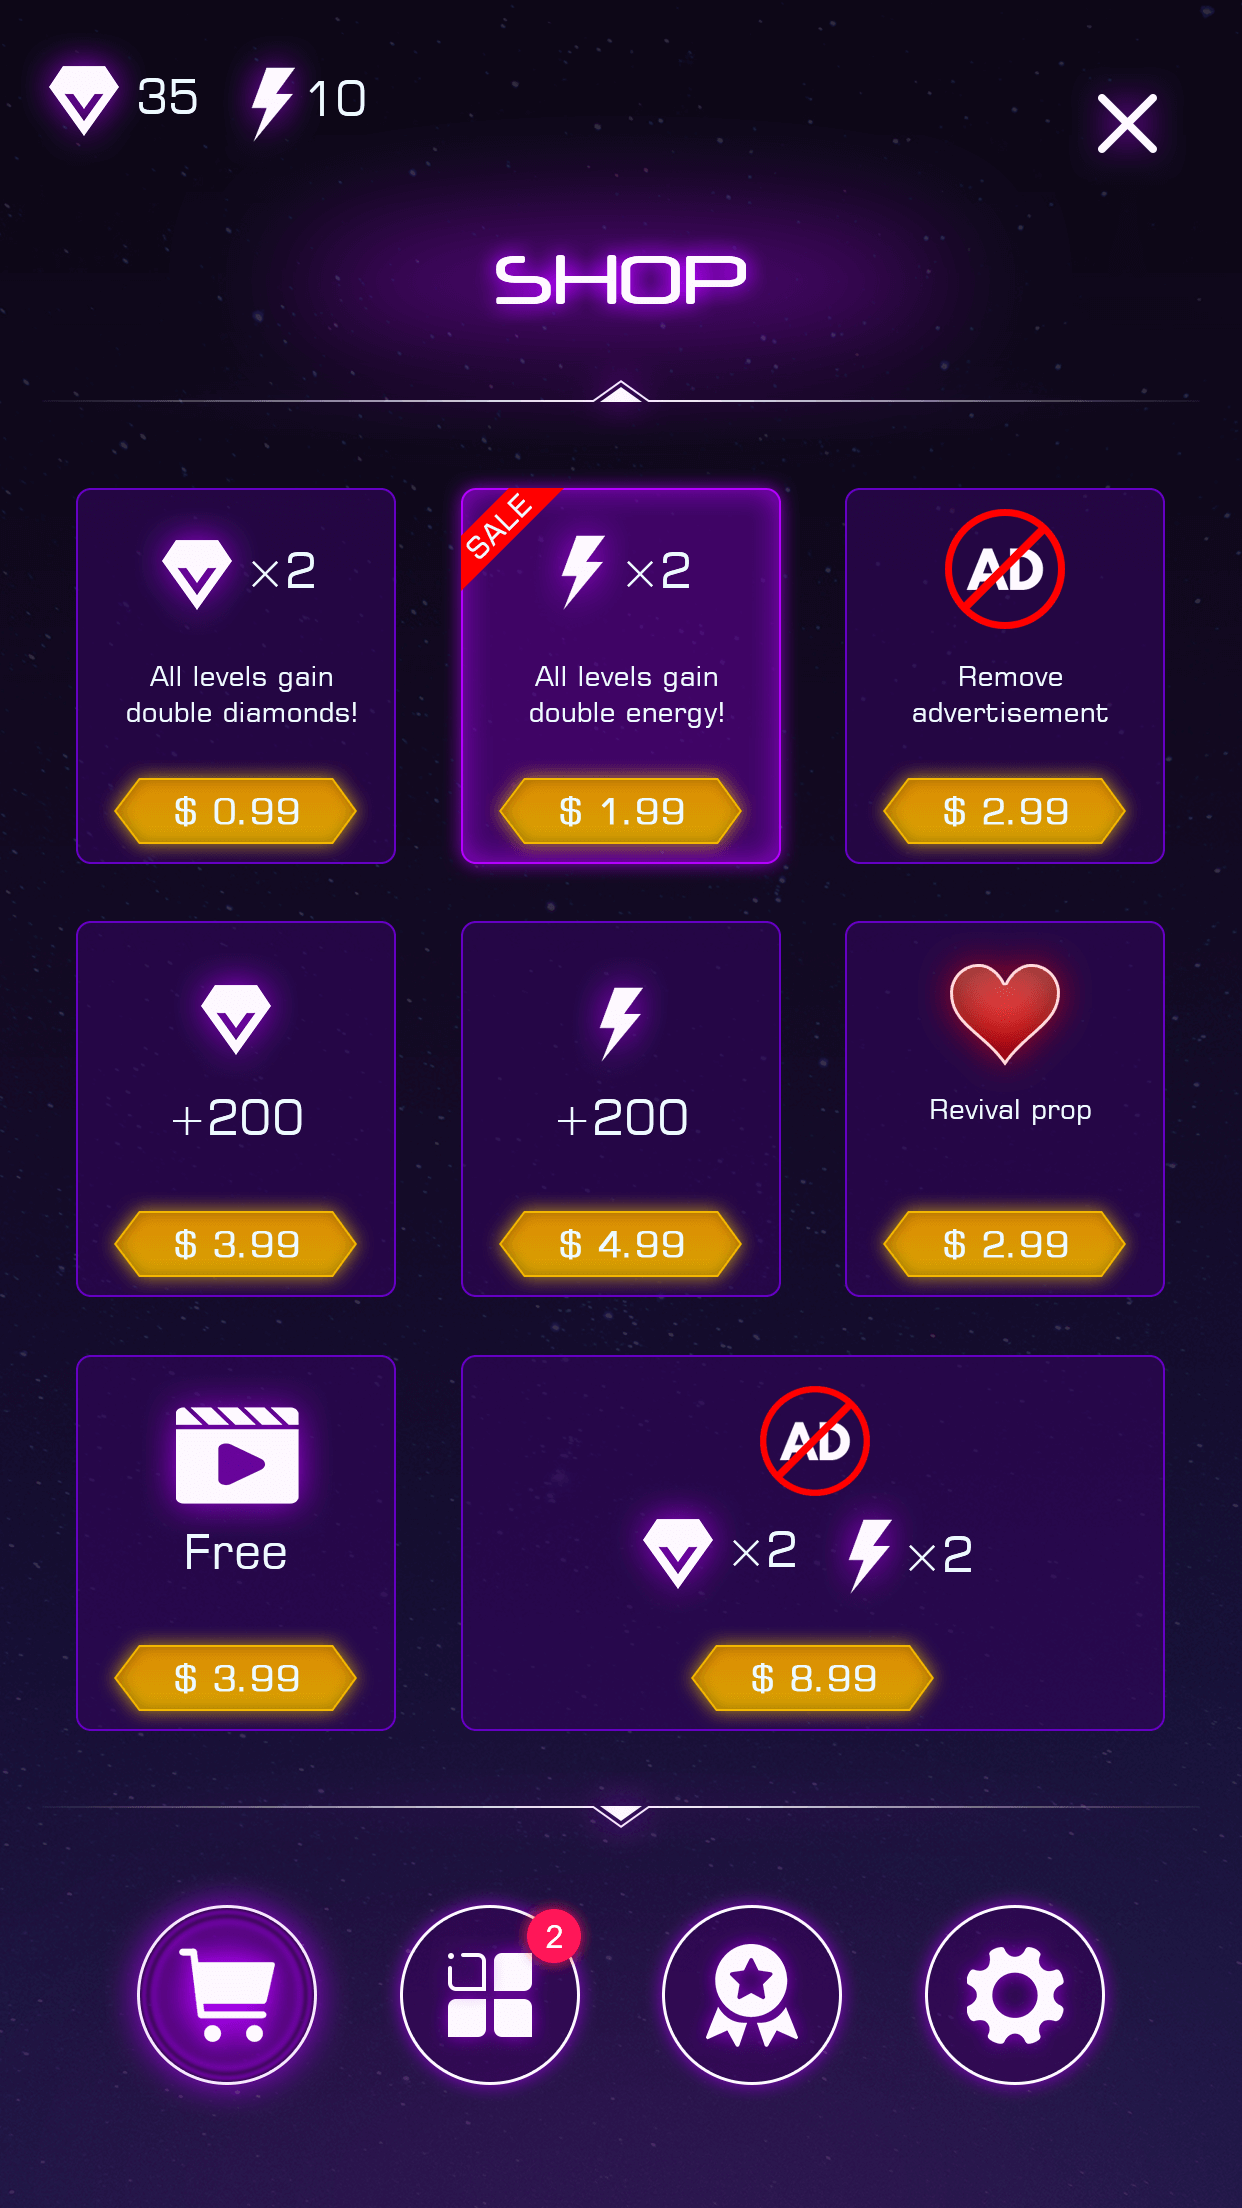 35 10
SHOP
×2
All levels gain
double diamonds!
$ 0.99
SALE
×2
All levels gain
double energy!
$ 1.99
AD
Remove
advertisement
$ 2.99
+200
$ 3.99
+200
$ 4.99
Revival prop
$ 2.99
Free
$ 3.99
AD
×2 ×2
$ 8.99
2